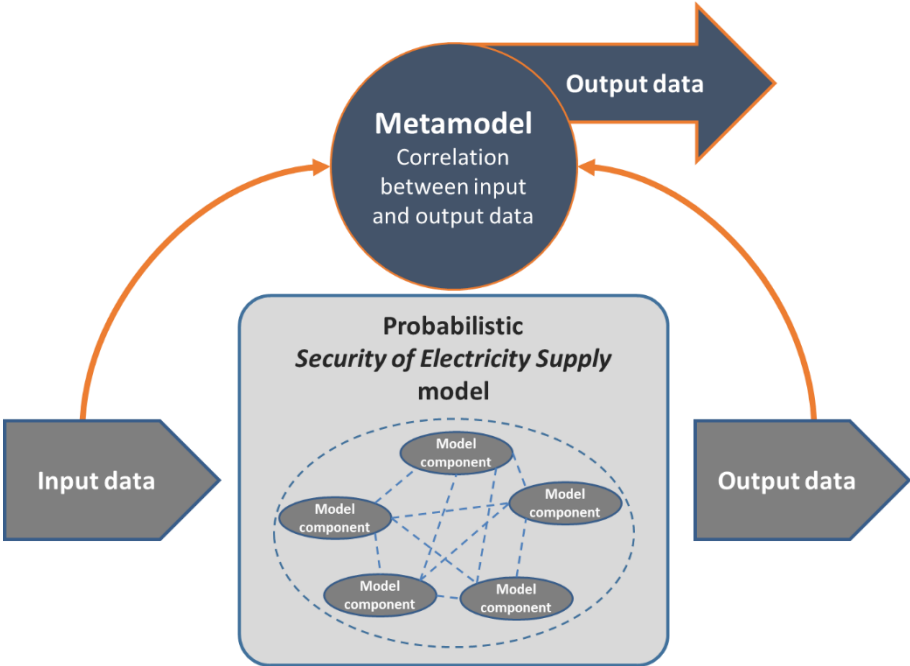 Output data
Metamodel
Correlation
between input
and output data
Probabilistic
Security of Electricity Supply
model
Input data
Output data
Model
component
Model
component
Model
component
Model
component
Model
component